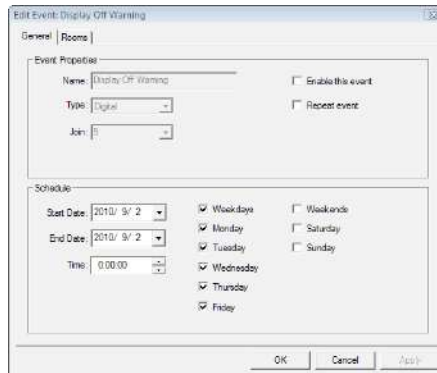 Edit Event: Display Off Warning
General Rooms
Event Properties
Name: Display Off Warning Enable this event
Type: Digital Repeat event
Join: 5
Schedule
Start Date: 2010/ 9/ 2 Weekdays Weekends
End Date: 2010/ 9/ 2 Monday Saturday
Time: 0:00:00 Tuesday Sunday
Wednesday
Thursday
Friday
OK Cancel Apply